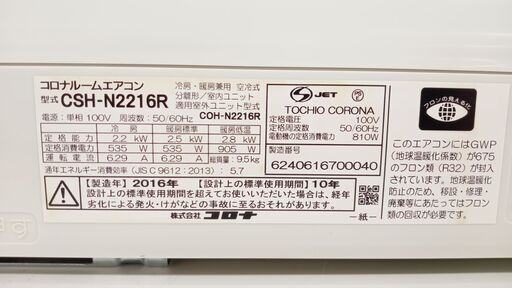 コロナルームエアコン
型式 CSH-N2216R
冷房・暖房兼用 空冷式
分離形/室内ユニット
適用室外ユニット型式
COH-N2216R
電源:単相100V 周波数:50/60Hz
冷房 暖房標準 暖房低温
定格能力 2.2 kW 2.5 kW 2.8 kW
定格消費電力 535 W 535 W 905 W
運転電流 6.29 A 6.29 A 総質量:9.5kg
通年エネルギー消費効率(JIS C 9612:2013):5.7
【製造年】2016年【設計上の標準使用期間】10年
設計上の標準使用期間を超えて使用された場合は、経年
劣化による発火・けがなどの事故に至るおそれがあります。
株式会社 コロナ
S JET PS E
TOCHIO CORONA
定格電圧 100V
定格周波数 50/60Hz
電動機の定格消費電力 810W
製造番号
6240616700040
-紙-
フロンの見える化
このエアコンにはGWP
(地球温暖化係数)が675
のフロン類(R32)が封入
されています。地球温暖化
防止のため、移設・修理・
廃棄等にあたってはフロン
類の回収が必要です。